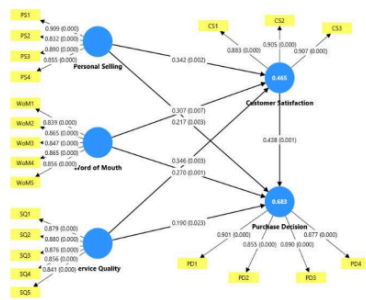 PS1
0.909 (0.000)
PS2
0.832 (0.000)
PS3
0.880 (0.000)
PS4
0.855 (0.000)
Personal Selling
WoM1
0.839 (0.000)
WoM2
0.865 (0.000)
WoM3
0.847 (0.000)
WoM4
0.865 (0.000)
WoM5
0.856 (0.000)
Word of Mouth
SQ1
0.879 (0.000)
SQ2
0.880 (0.000)
SQ3
0.876 (0.000)
SQ4
0.856 (0.000)
SQ5
0.841 (0.000)
ervice Quality
0.342 (0.002)
0.307 (0.007)
0.217 (0.003)
0.346 (0.003)
0.270 (0.001)
0.190 (0.023)
CS1
CS2
CS3
0.883 (0.000)
0.905 (0.000)
0.907 (0.000)
0.465
Customer Satisfaction
0.438 (0.001)
0.683
Purchase Decision
0.901 (0.000)
0.855 (0.000)
0.890 (0.000)
0.877 (0.000)
PD1
PD2
PD3
PD4